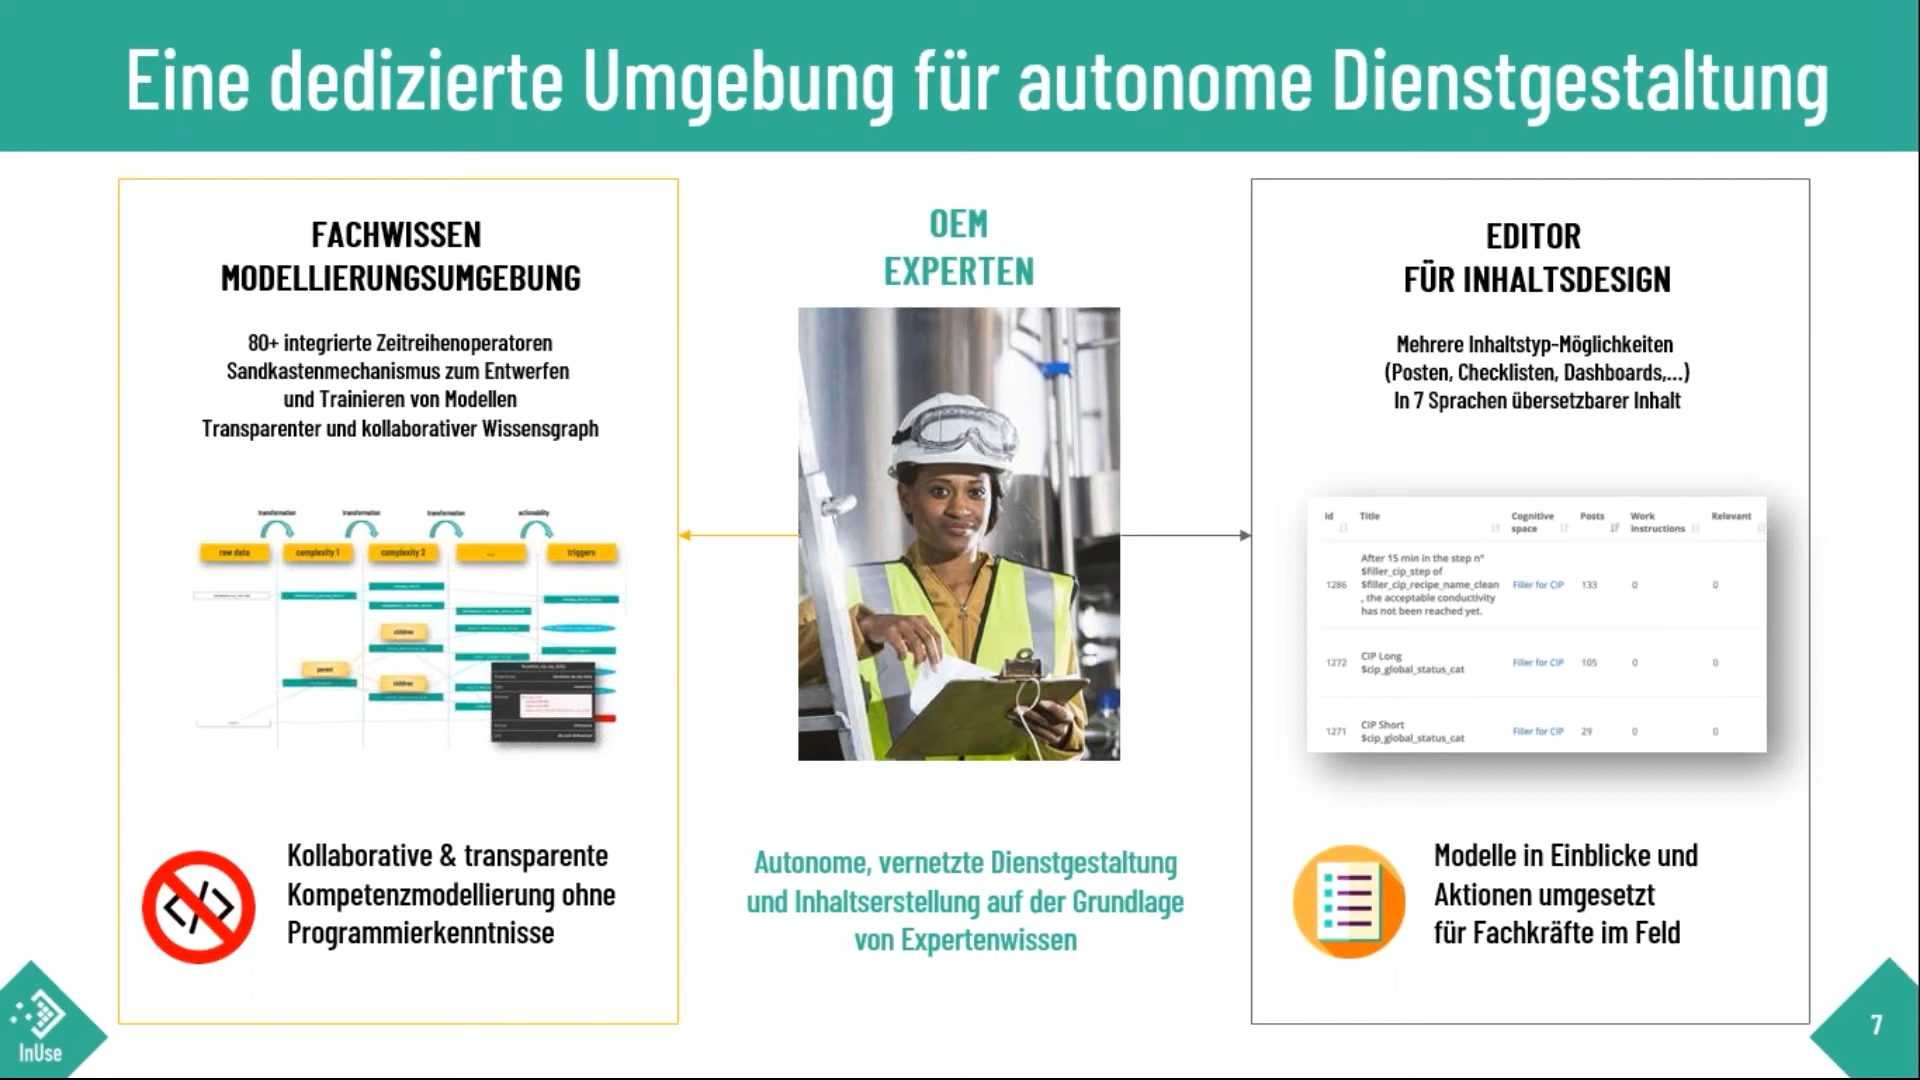 Eine dedizierte Umgebung für autonome Dienstgestaltung
FACHWISSEN
MODELLIERUNGSUMGEBUNG
80+ integrierte Zeitreihenoperatoren
Sandkastenmechanismus zum Entwerfen
und Trainieren von Modellen
Transparenter und kollaborativer Wissensgraph
transformation transformation transformation actionability
raw data complexity 1 complexity 2 ... triggers
children
parent
children
Kollaborative & transparente
Kompetenzmodellierung ohne
Programmierkenntnisse
OEM
EXPERTEN
Autonome, vernetzte Dienstgestaltung
und Inhaltserstellung auf der Grundlage
von Expertenwissen
EDITOR
FÜR INHALTSDESIGN
Mehrere Inhaltstyp-Möglichkeiten
(Posten, Checklisten, Dashboards,...)
In 7 Sprachen übersetzbarer Inhalt
Id Title Cognitive space Posts Work instructions Relevant
After 15 min in the step n°
$filler_cip_step of
1286 $filler_cip_recipe_name_clean Filler for CIP 133 0 0
, the acceptable conductivity
has not been reached yet.
CIP Long
1272 $cip_global_status_cat Filler for CIP 105 0 0
CIP Short
1271 $cip_global_status_cat Filler for CIP 29 0 0
</>
Modelle in Einblicke und
Aktionen umgesetzt
für Fachkräfte im Feld
InUse
7